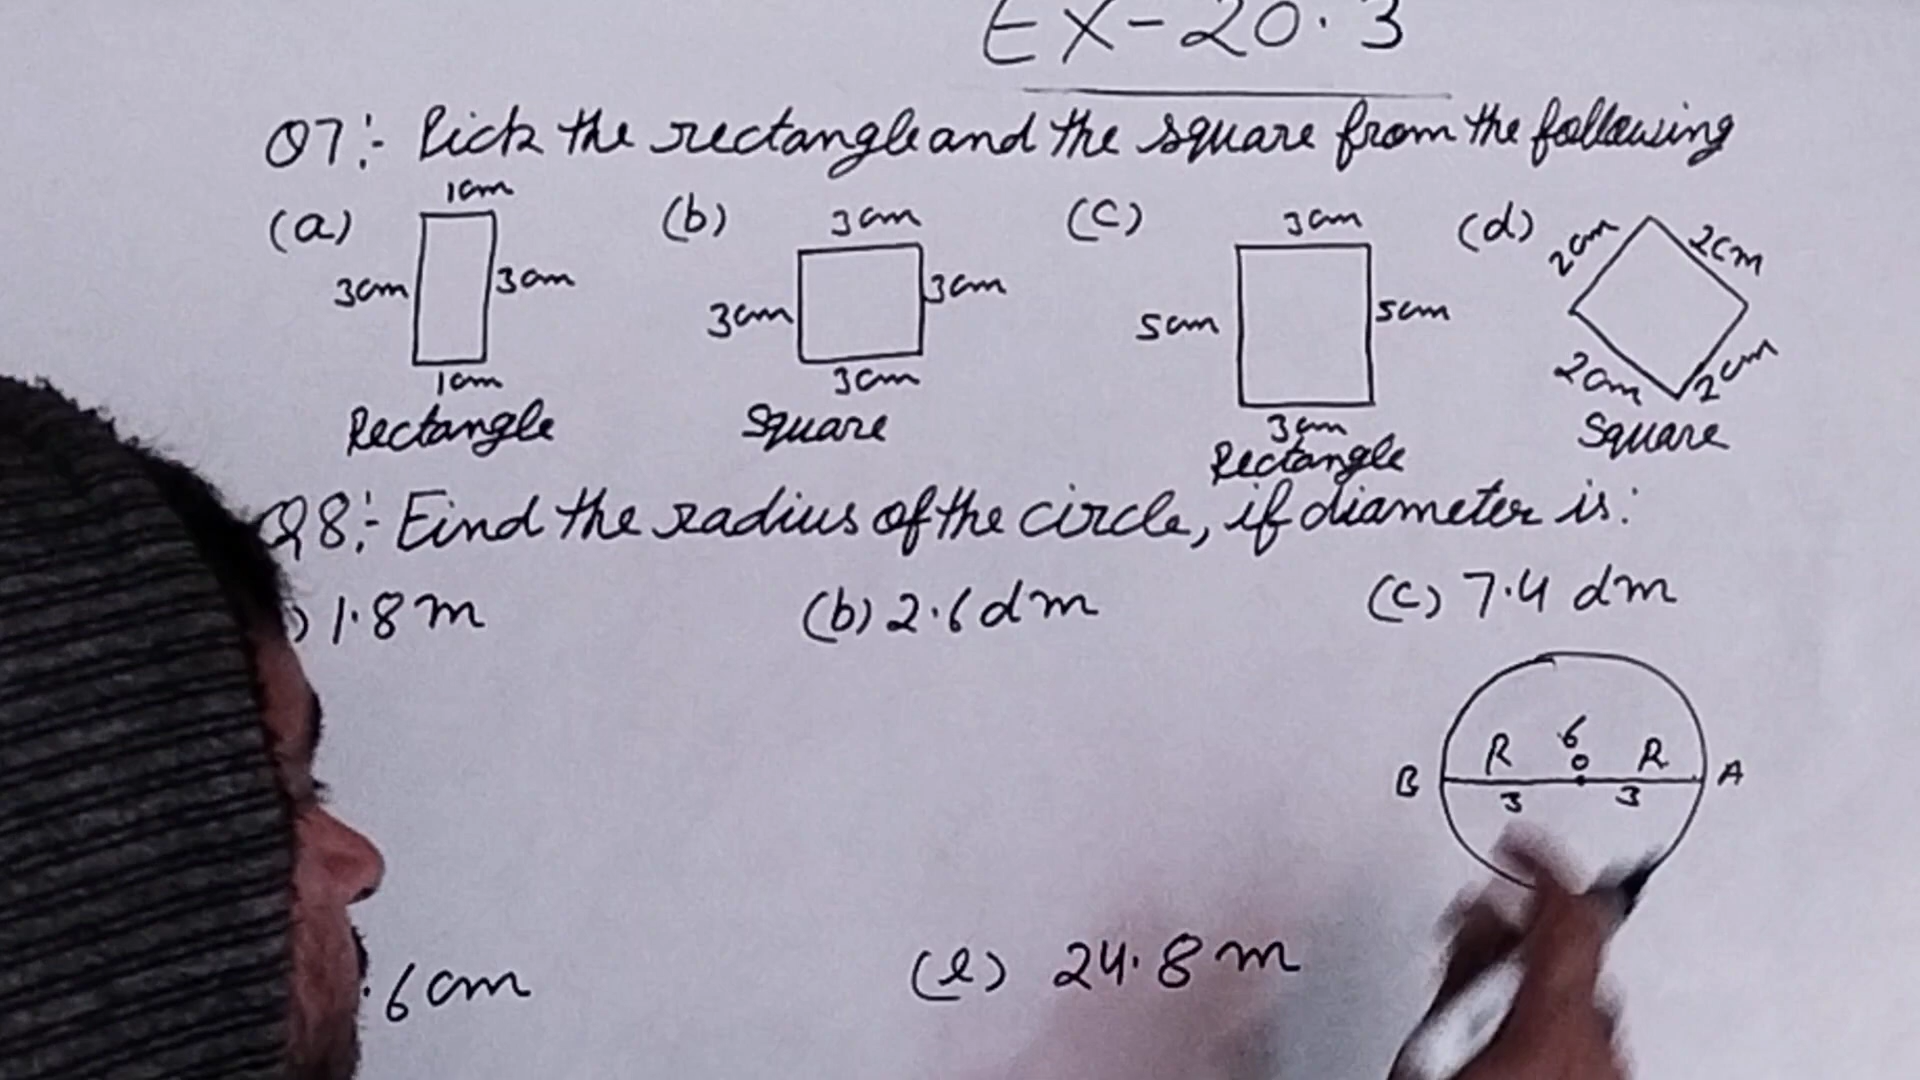 EX-20.3
Q7:- Pick the rectangle and the square from the following
(a) 1cm 3cm 3cm 1cm Rectangle
(b) 3cm 3cm 3cm 3cm Square
(c) 3cm 5cm 5cm 3cm Rectangle
(d) 2cm 2cm 2cm 2cm Square
Q8:- Find the radius of the circle, if diameter is:
) 1.8 m (b) 2.6 dm (c) 7.4 dm
B R 6 O R A
3 3
.6 cm (e) 24.8 m